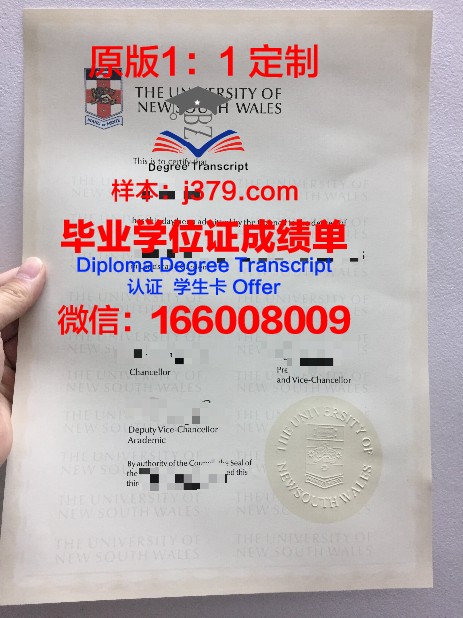 原版1：1 定制
THE UNIVERSITY OF
NEW SOUTH WALES
This is to certify that
Degree Transcript
样本：j379.com
毕业学位证成绩单
Diploma Degree Transcript
认证 学生卡 Offer
微信：166008009
Chancellor
and Vice-Chancellor
Deputy Vice-Chancellor
Academic
By authority of the Council, the Seal of
the
this
THE UNIVERSITY OF
NEW SOUTH WALES